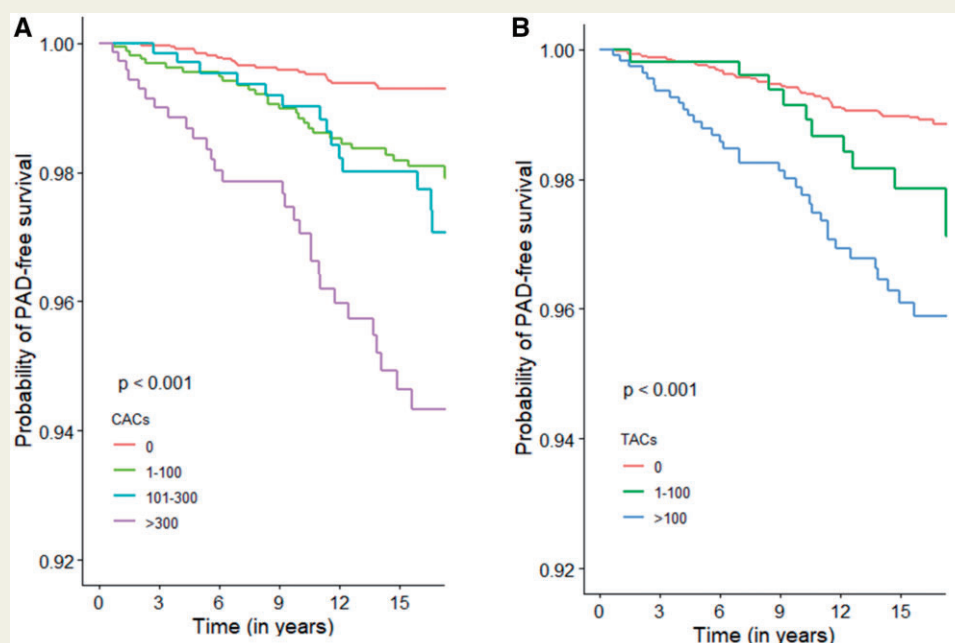 A
Probability of PAD-free survival
1.00
0.98
0.96
0.94
0.92
p < 0.001
CACs
0
1-100
101-300
>300
0 3 6 9 12 15
Time (in years)
B
Probability of PAD-free survival
1.00
0.98
0.96
0.94
0.92
p < 0.001
TACs
0
1-100
>100
0 3 6 9 12 15
Time (in years)